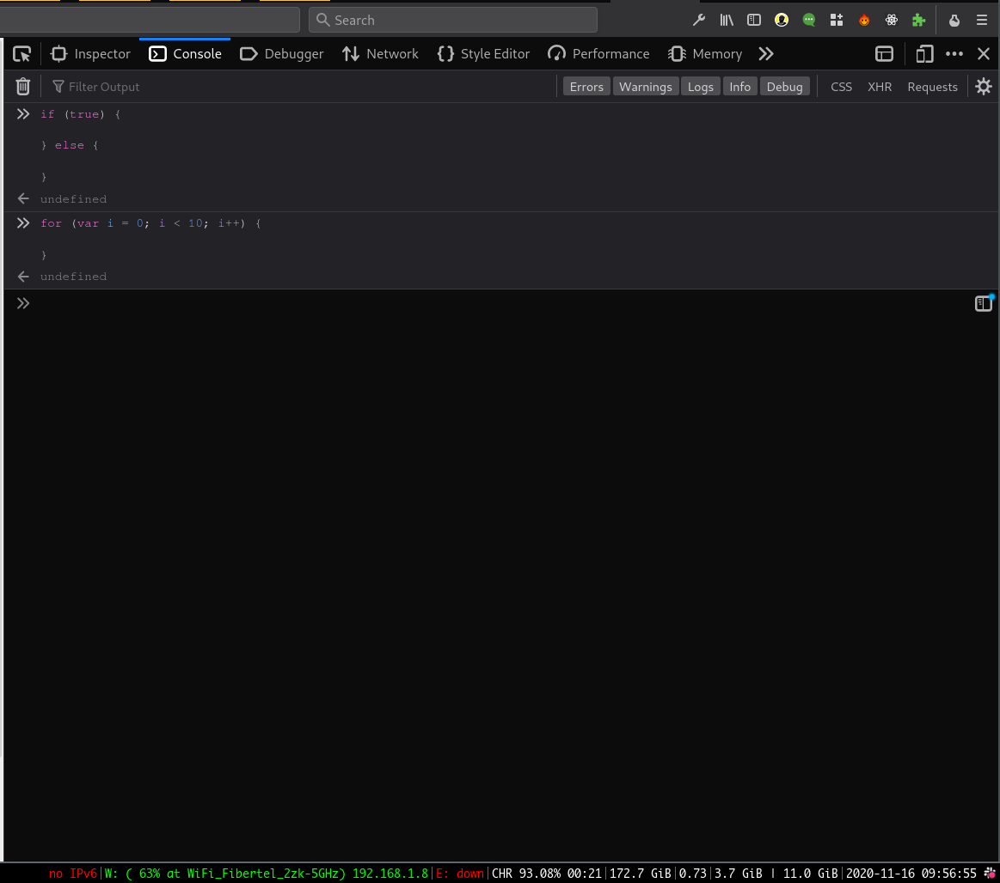 Search
Inspector Console Debugger Network Style Editor Performance Memory
Filter Output Errors Warnings Logs Info Debug CSS XHR Requests
if (true) {
} else {
}
undefined
for (var i = 0; i < 10; i++) {
}
undefined
no IPv6|W: ( 63% at WiFi_Fibertel_2zk-5GHz) 192.168.1.8|E: down|CHR 93.08% 00:21|172.7 GiB|0.73|3.7 GiB | 11.0 GiB|2020-11-16 09:56:55